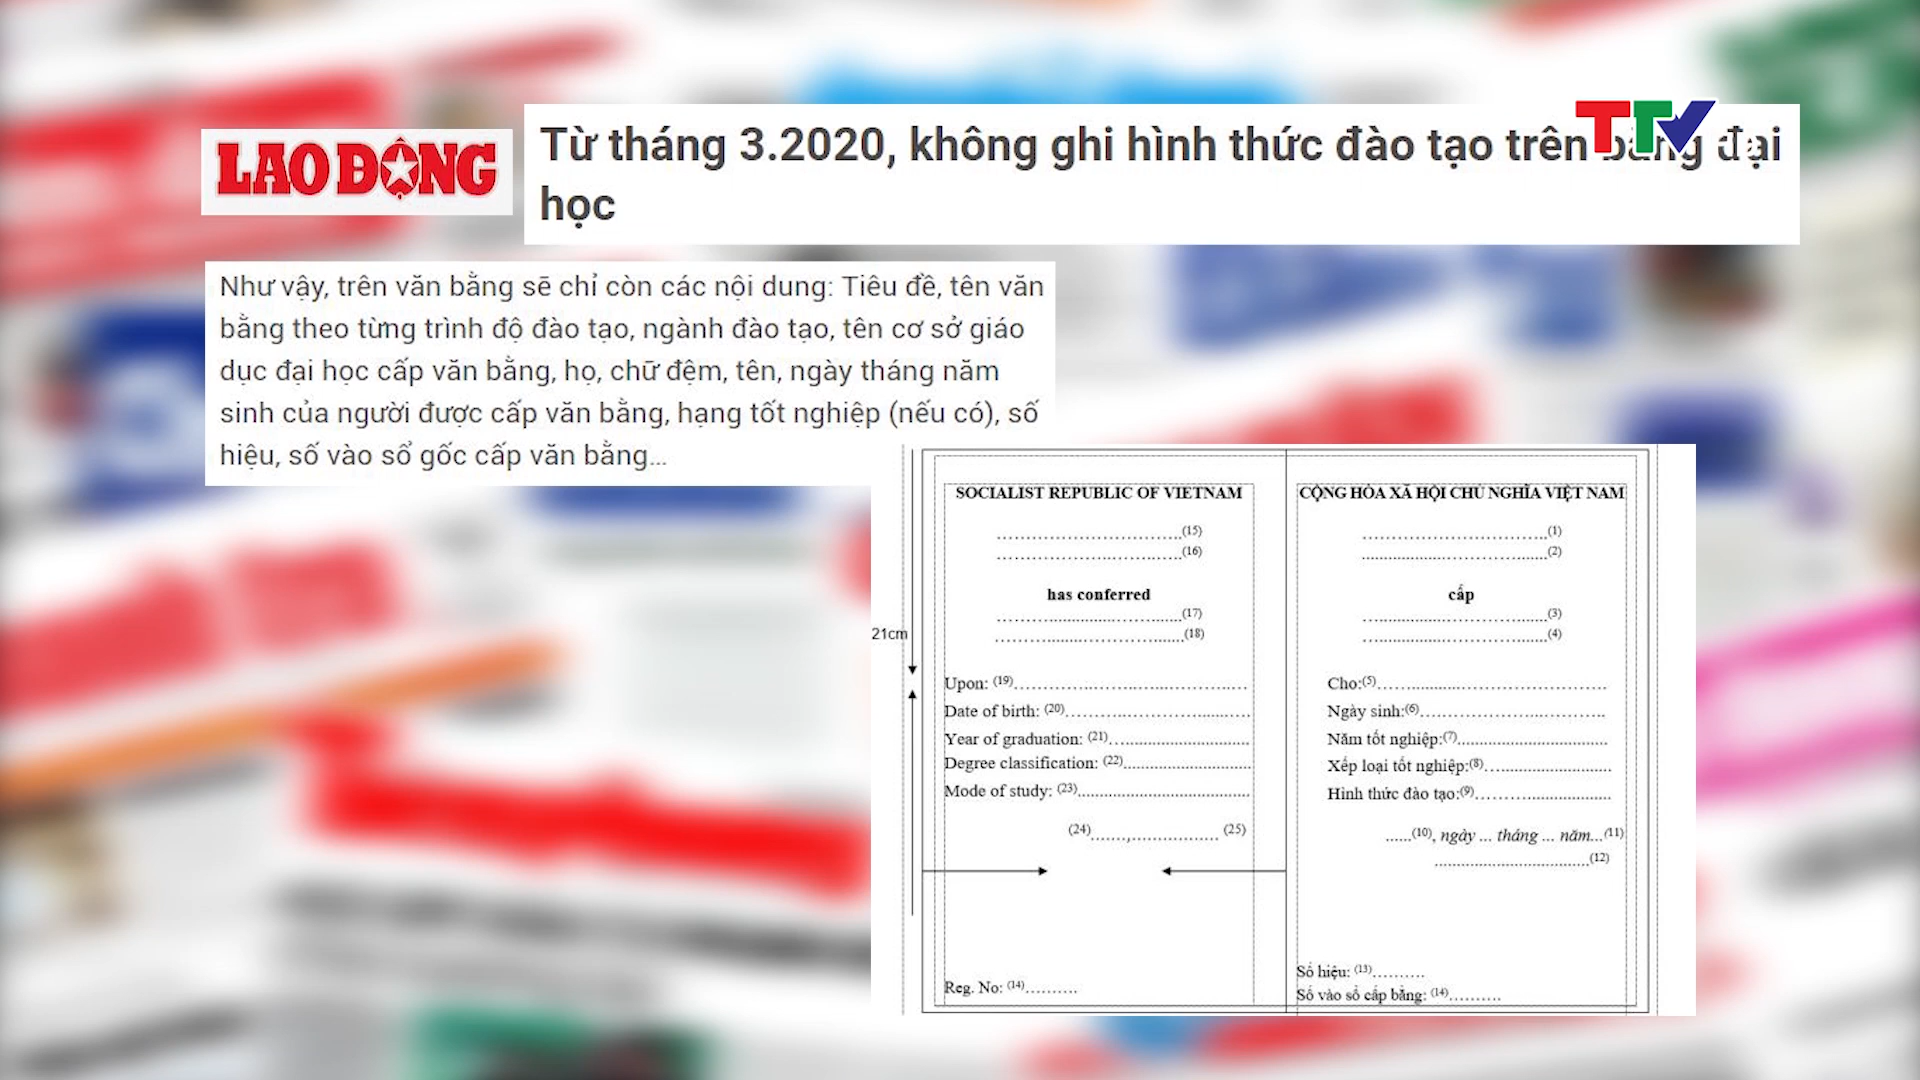 LAO ĐỘNG
TTV
Từ tháng 3.2020, không ghi hình thức đào tạo trên bằng đại
học
Như vậy, trên văn bằng sẽ chỉ còn các nội dung: Tiêu đề, tên văn
bằng theo từng trình độ đào tạo, ngành đào tạo, tên cơ sở giáo
dục đại học cấp văn bằng, họ, chữ đệm, tên, ngày tháng năm
sinh của người được cấp văn bằng, hạng tốt nghiệp (nếu có), số
hiệu, số vào sổ gốc cấp văn bằng...
21cm
SOCIALIST REPUBLIC OF VIETNAM
..............................(15)
..............................(16)
has conferred
..............................(17)
..............................(18)
Upon: (19)..............................
Date of birth: (20)..............................
Year of graduation: (21)..............................
Degree classification: (22)..............................
Mode of study: (23)..............................
(24).......,............... (25)
Reg. No: (14)..........
CỘNG HÒA XÃ HỘI CHỦ NGHĨA VIỆT NAM
..............................(1)
..............................(2)
cấp
..............................(3)
..............................(4)
Cho:(5)..............................
Ngày sinh:(6)..............................
Năm tốt nghiệp:(7)..............................
Xếp loại tốt nghiệp:(8)..............................
Hình thức đào tạo:(9)..............................
......(10), ngày ... tháng ... năm...(11)
..............................(12)
Số hiệu: (13)..........
Số vào sổ cấp bằng: (14)..........